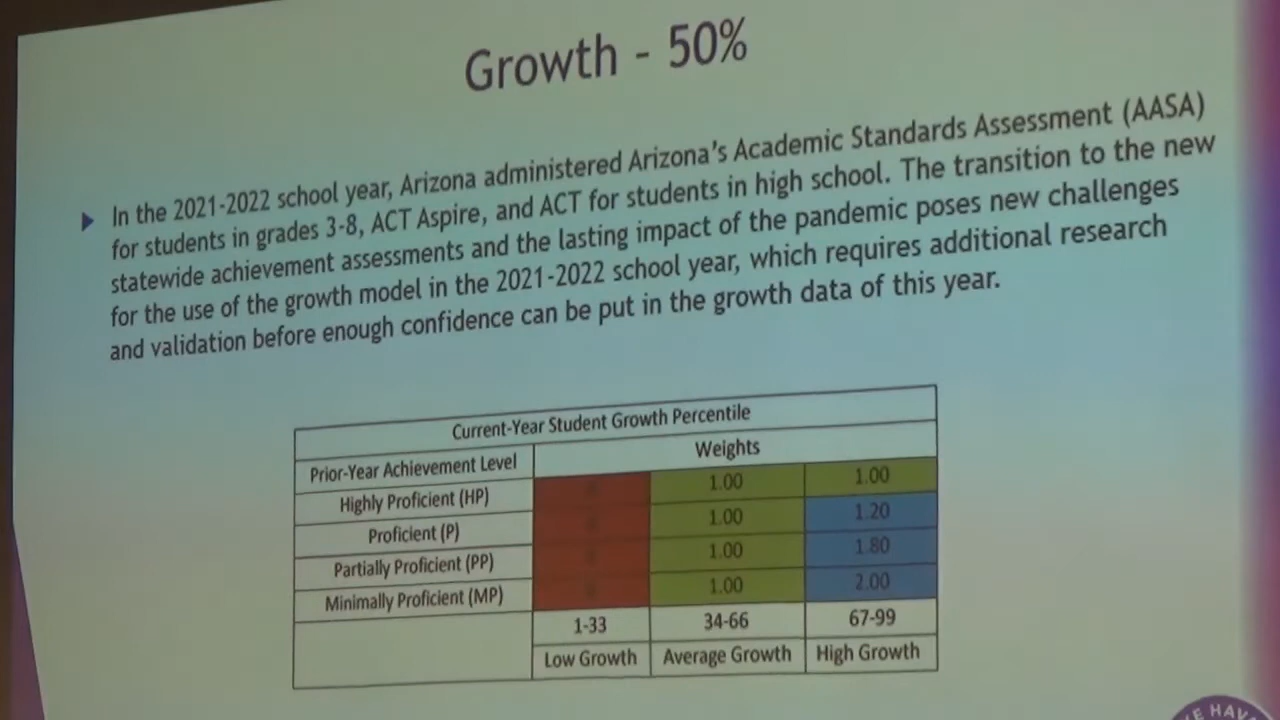 Growth - 50%
In the 2021-2022 school year, Arizona administered Arizona's Academic Standards Assessment (AASA)
for students in grades 3-8, ACT Aspire, and ACT for students in high school. The transition to the new
statewide achievement assessments and the lasting impact of the pandemic poses new challenges
for the use of the growth model in the 2021-2022 school year, which requires additional research
and validation before enough confidence can be put in the growth data of this year.
Current-Year Student Growth Percentile
Prior-Year Achievement Level Weights
Highly Proficient (HP) 1.00 1.00
Proficient (P) 1.00 1.20
Partially Proficient (PP) 1.00 1.80
Minimally Proficient (MP) 1.00 2.00
1-33 34-66 67-99
Low Growth Average Growth High Growth